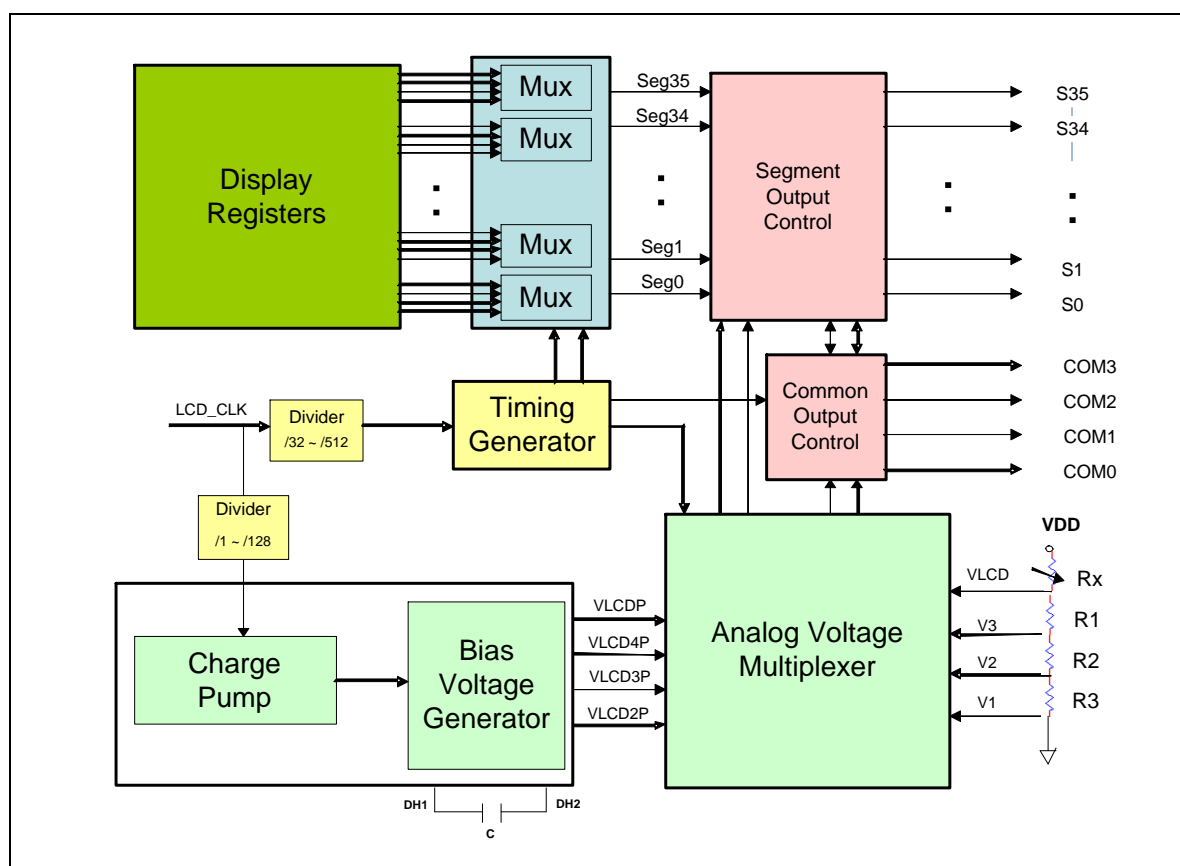 Display
Registers
Mux
Mux
Mux
Mux
Seg35
Seg34
Seg1
Seg0
Segment
Output
Control
S35
S34
S1
S0
LCD_CLK
Divider
/32 ~ /512
Timing
Generator
Common
Output
Control
COM3
COM2
COM1
COM0
Divider
/1 ~ /128
Charge
Pump
Bias
Voltage
Generator
VLCDP
VLCD4P
VLCD3P
VLCD2P
Analog Voltage
Multiplexer
VDD
VLCD
Rx
V3
R1
V2
R2
V1
R3
DH1
DH2
C